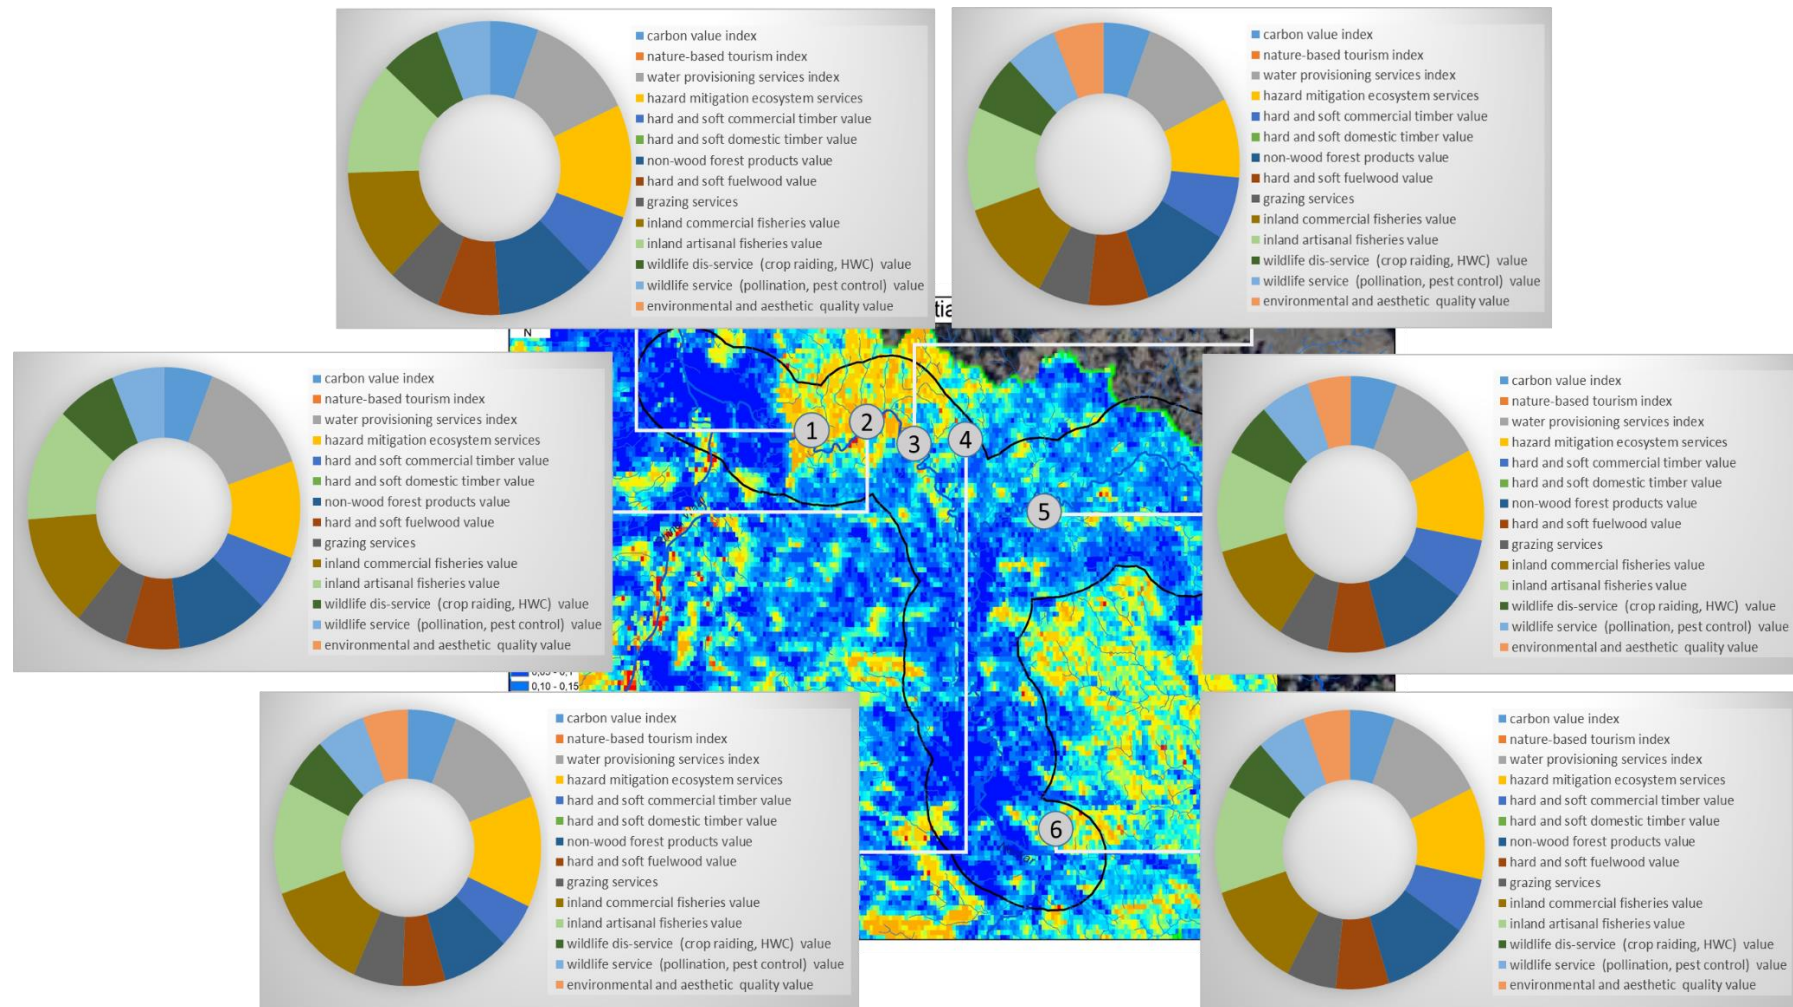 carbon value index
nature-based tourism index
water provisioning services index
hazard mitigation ecosystem services
hard and soft commercial timber value
hard and soft domestic timber value
non-wood forest products value
hard and soft fuelwood value
grazing services
inland commercial fisheries value
inland artisanal fisheries value
wildlife dis-service (crop raiding, HWC) value
wildlife service (pollination, pest control) value
environmental and aesthetic quality value
carbon value index
nature-based tourism index
water provisioning services index
hazard mitigation ecosystem services
hard and soft commercial timber value
hard and soft domestic timber value
non-wood forest products value
hard and soft fuelwood value
grazing services
inland commercial fisheries value
inland artisanal fisheries value
wildlife dis-service (crop raiding, HWC) value
wildlife service (pollination, pest control) value
environmental and aesthetic quality value
N
carbon value index
nature-based tourism index
water provisioning services index
hazard mitigation ecosystem services
hard and soft commercial timber value
hard and soft domestic timber value
non-wood forest products value
hard and soft fuelwood value
grazing services
inland commercial fisheries value
inland artisanal fisheries value
wildlife dis-service (crop raiding, HWC) value
wildlife service (pollination, pest control) value
environmental and aesthetic quality value
1
2
3
4
5
6
carbon value index
nature-based tourism index
water provisioning services index
hazard mitigation ecosystem services
hard and soft commercial timber value
hard and soft domestic timber value
non-wood forest products value
hard and soft fuelwood value
grazing services
inland commercial fisheries value
inland artisanal fisheries value
wildlife dis-service (crop raiding, HWC) value
wildlife service (pollination, pest control) value
environmental and aesthetic quality value
0,10 - 0,15
carbon value index
nature-based tourism index
water provisioning services index
hazard mitigation ecosystem services
hard and soft commercial timber value
hard and soft domestic timber value
non-wood forest products value
hard and soft fuelwood value
grazing services
inland commercial fisheries value
inland artisanal fisheries value
wildlife dis-service (crop raiding, HWC) value
wildlife service (pollination, pest control) value
environmental and aesthetic quality value
carbon value index
nature-based tourism index
water provisioning services index
hazard mitigation ecosystem services
hard and soft commercial timber value
hard and soft domestic timber value
non-wood forest products value
hard and soft fuelwood value
grazing services
inland commercial fisheries value
inland artisanal fisheries value
wildlife dis-service (crop raiding, HWC) value
wildlife service (pollination, pest control) value
environmental and aesthetic quality value